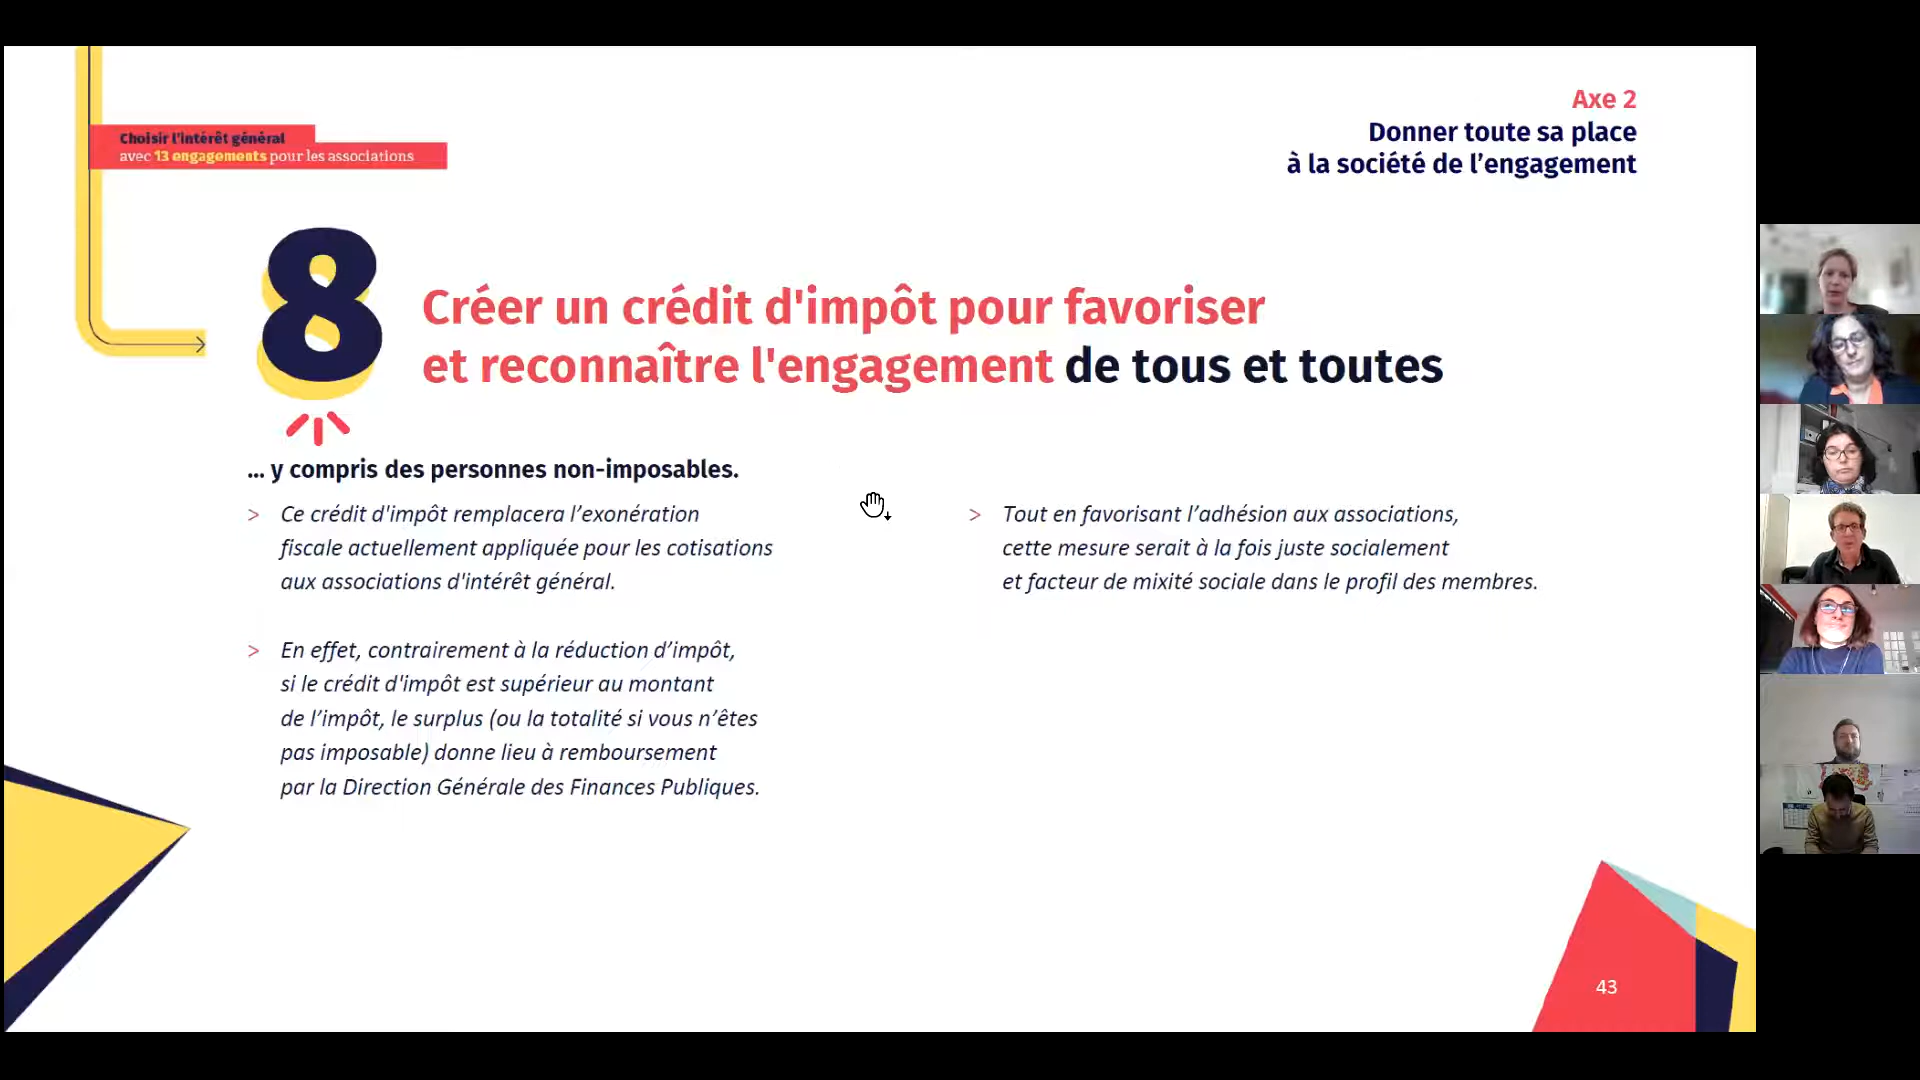 Choisir l'intérêt général
avec 13 engagements pour les associations
Axe 2
Donner toute sa place
à la société de l’engagement
8
Créer un crédit d'impôt pour favoriser
et reconnaître l'engagement de tous et toutes
... y compris des personnes non-imposables.
> Ce crédit d'impôt remplacera l’exonération
fiscale actuellement appliquée pour les cotisations
aux associations d'intérêt général.
> En effet, contrairement à la réduction d’impôt,
si le crédit d'impôt est supérieur au montant
de l’impôt, le surplus (ou la totalité si vous n’êtes
pas imposable) donne lieu à remboursement
par la Direction Générale des Finances Publiques.
> Tout en favorisant l’adhésion aux associations,
cette mesure serait à la fois juste socialement
et facteur de mixité sociale dans le profil des membres.
43